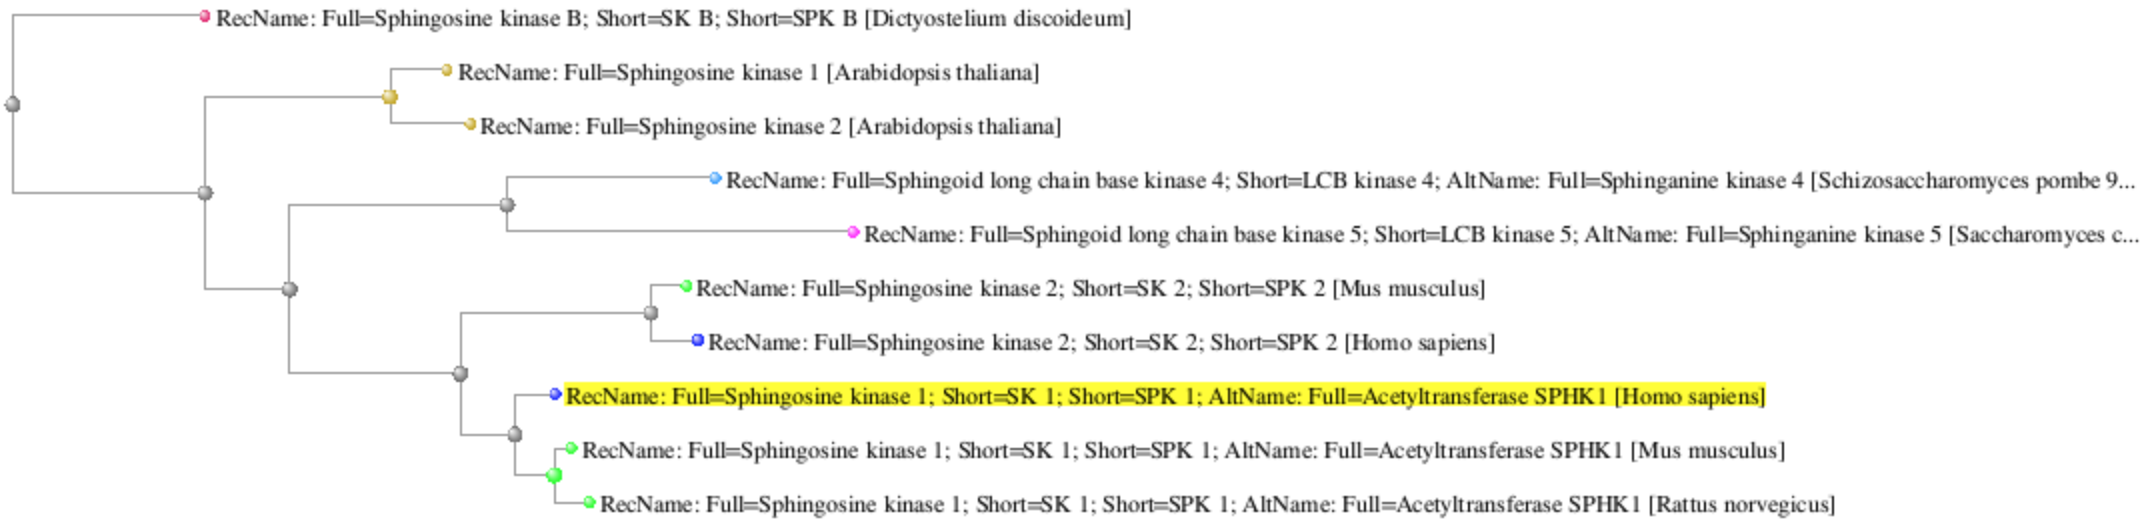 RecName: Full=Sphingosine kinase B; Short=SK B; Short=SPK B [Dictyostelium discoideum]
RecName: Full=Sphingosine kinase 1 [Arabidopsis thaliana]
RecName: Full=Sphingosine kinase 2 [Arabidopsis thaliana]
RecName: Full=Sphingoid long chain base kinase 4; Short=LCB kinase 4; AltName: Full=Sphinganine kinase 4 [Schizosaccharomyces pombe 9...
RecName: Full=Sphingoid long chain base kinase 5; Short=LCB kinase 5; AltName: Full=Sphinganine kinase 5 [Saccharomyces c...
RecName: Full=Sphingosine kinase 2; Short=SK 2; Short=SPK 2 [Mus musculus]
RecName: Full=Sphingosine kinase 2; Short=SK 2; Short=SPK 2 [Homo sapiens]
RecName: Full=Sphingosine kinase 1; Short=SK 1; Short=SPK 1; AltName: Full=Acetyltransferase SPHK1 [Homo sapiens]
RecName: Full=Sphingosine kinase 1; Short=SK 1; Short=SPK 1; AltName: Full=Acetyltransferase SPHK1 [Mus musculus]
RecName: Full=Sphingosine kinase 1; Short=SK 1; Short=SPK 1; AltName: Full=Acetyltransferase SPHK1 [Rattus norvegicus]